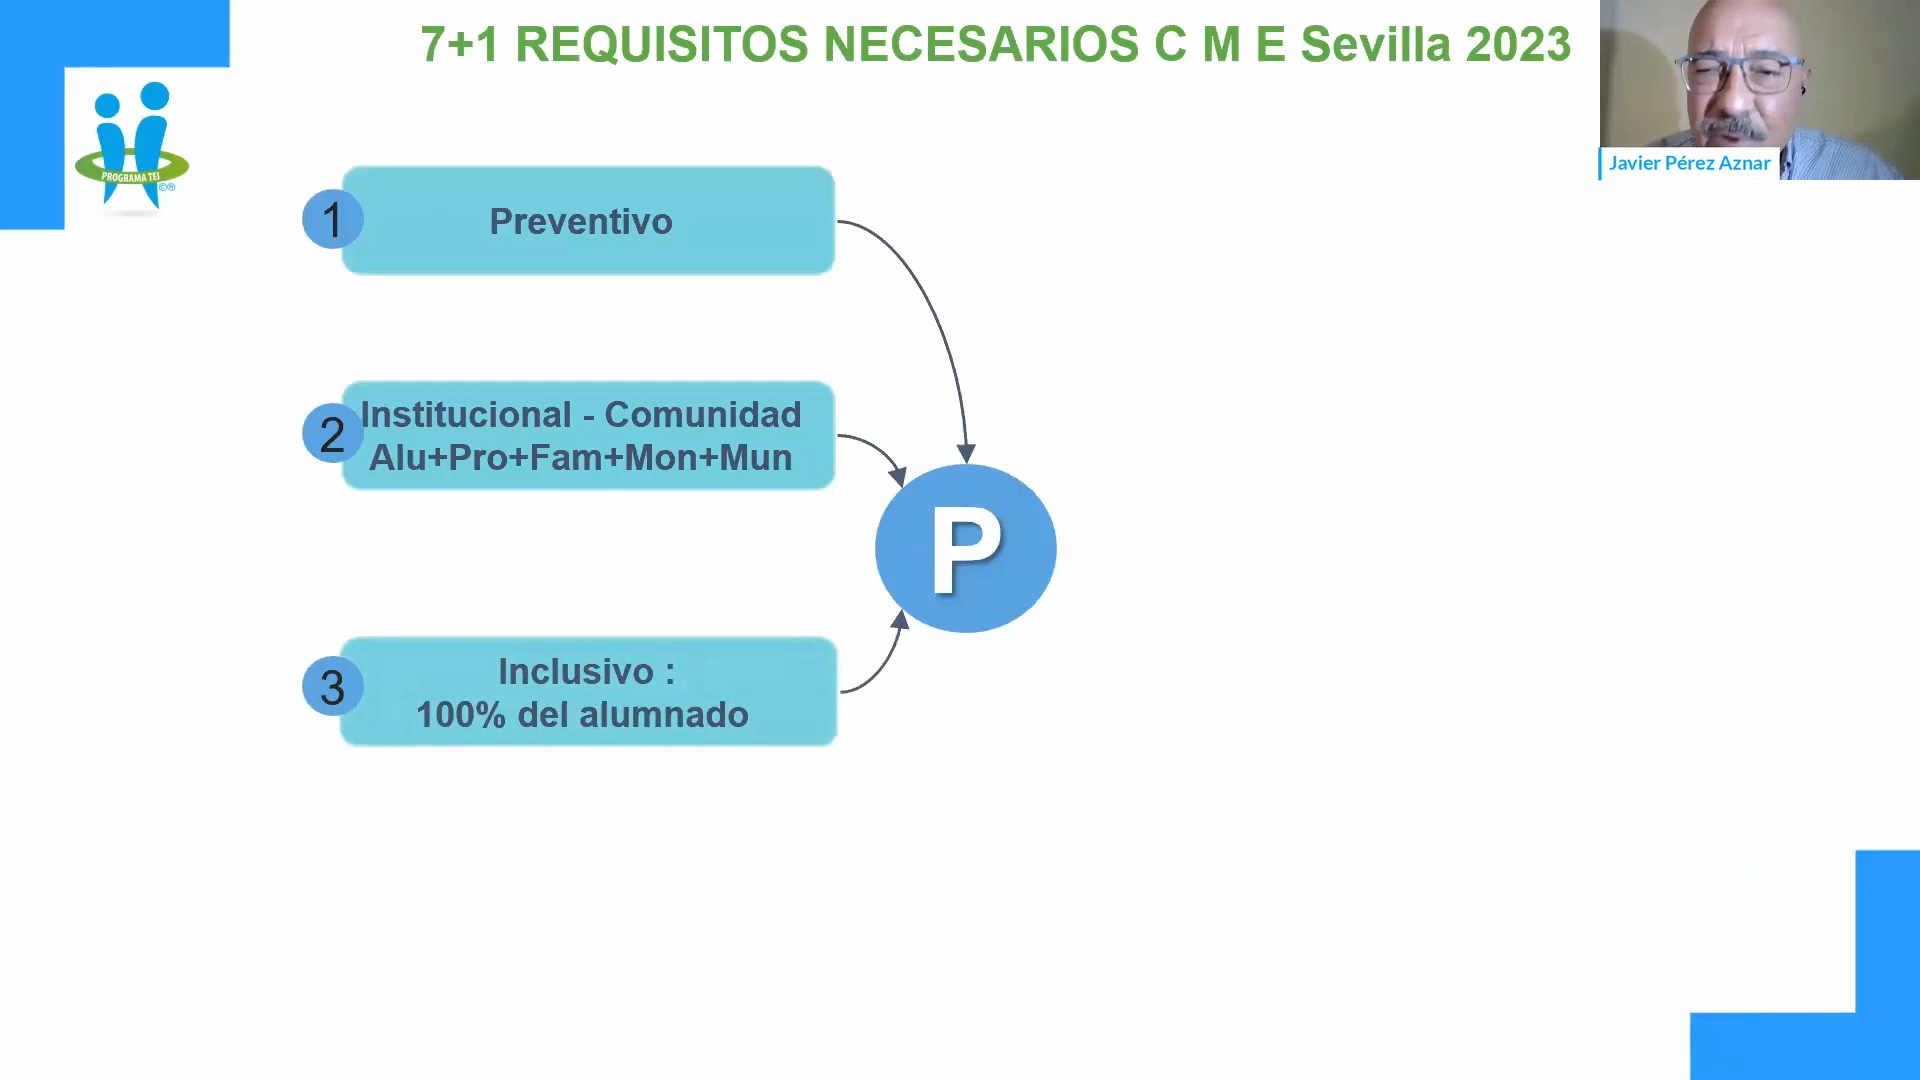 7+1 REQUISITOS NECESARIOS C M E Sevilla 2023
Javier Pérez Aznar
PROGRAMA TEI
©®
1
Preventivo
2
Institucional - Comunidad
Alu+Pro+Fam+Mon+Mun
P
3
Inclusivo :
100% del alumnado